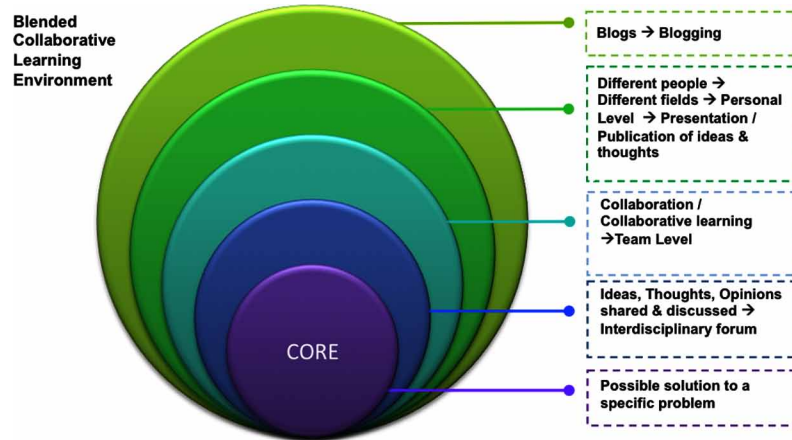 Blended
Collaborative
Learning
Environment
Blogs → Blogging
Different people →
Different fields → Personal
Level → Presentation /
Publication of ideas &
thoughts
Collaboration /
Collaborative learning
→Team Level
Ideas, Thoughts, Opinions
shared & discussed →
Interdisciplinary forum
CORE
Possible solution to a
specific problem